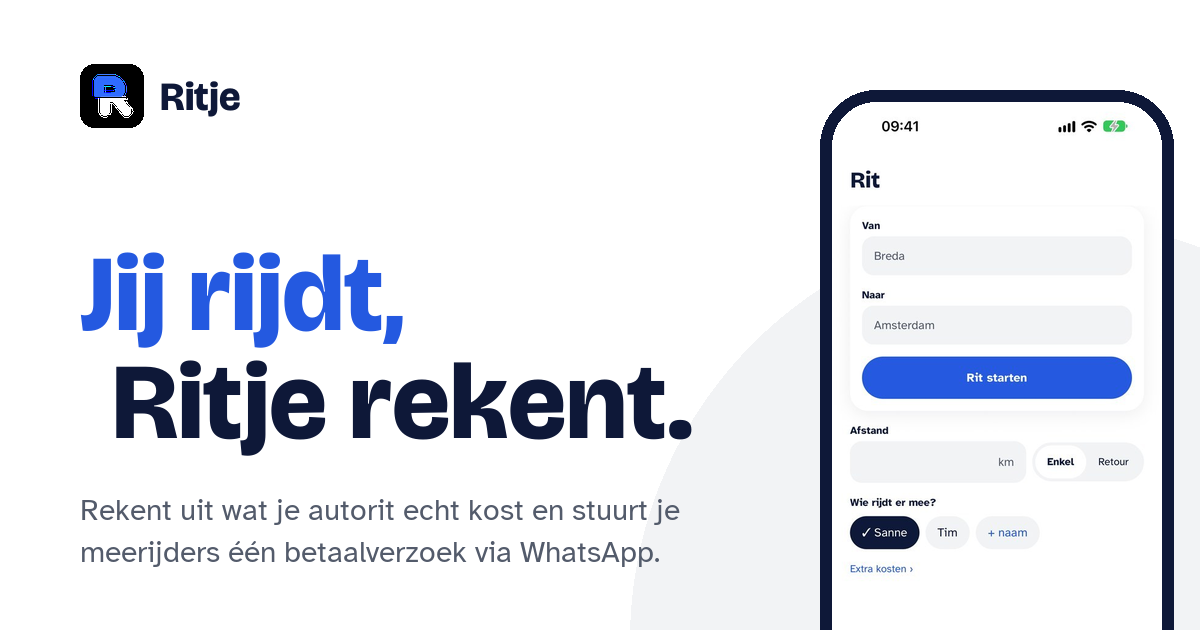 Ritje
Jij rijdt,
Ritje rekent.
Rekent uit wat je autorit echt kost en stuurt je
meerijders één betaalverzoek via WhatsApp.
09:41
Rit
Van
Breda
Naar
Amsterdam
Rit starten
Afstand
km
Enkel
Retour
Wie rijdt er mee?
✓ Sanne
Tim
+ naam
Extra kosten ›